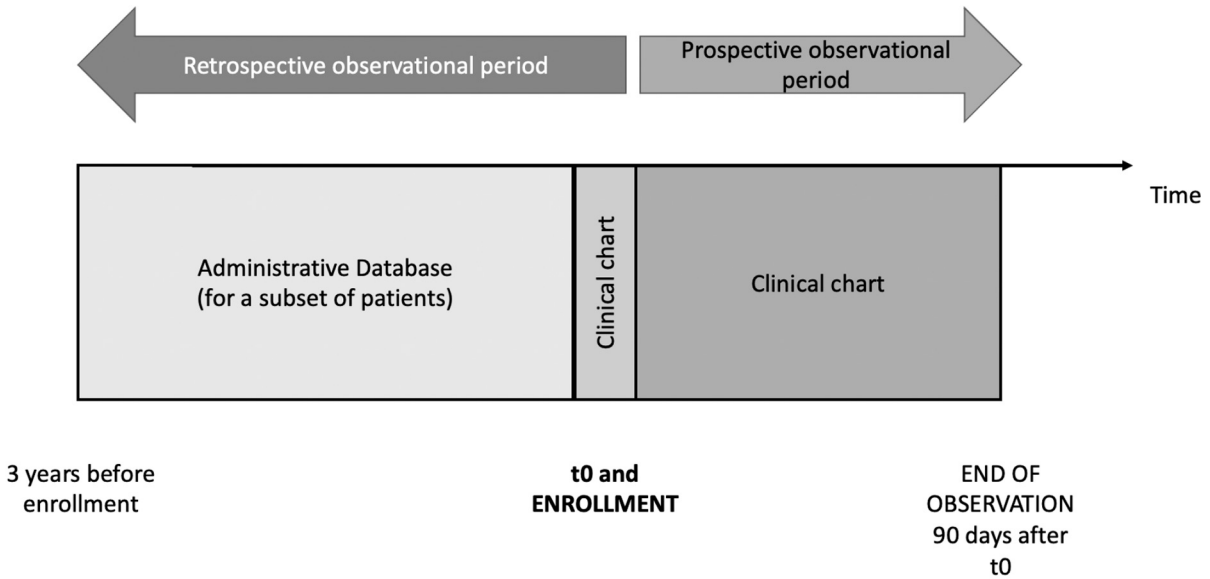 Retrospective observational period
Prospective observational
period
Time
Administrative Database
(for a subset of patients)
Clinical chart
Clinical chart
3 years before
enrollment
t0 and
ENROLLMENT
END OF
OBSERVATION
90 days after
t0